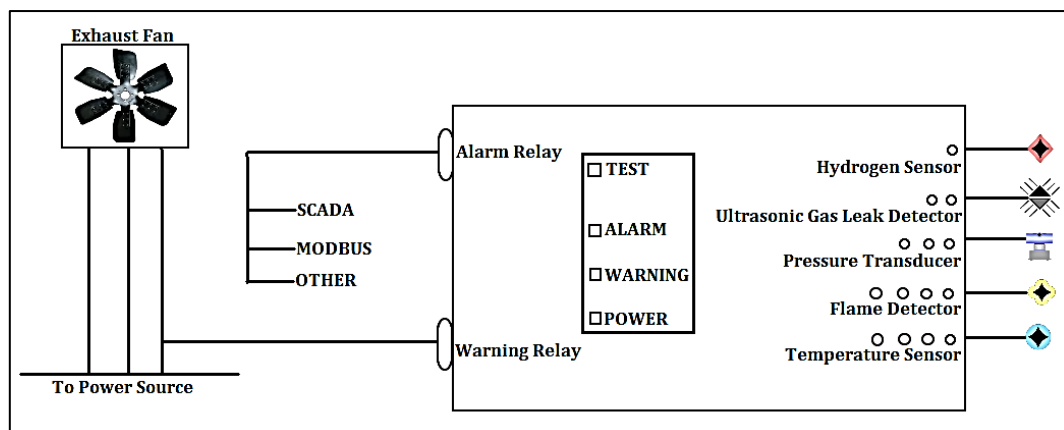 Exhaust Fan
Alarm Relay
SCADA
MODBUS
OTHER
Warning Relay
To Power Source
TEST
ALARM
WARNING
POWER
Hydrogen Sensor
Ultrasonic Gas Leak Detector
Pressure Transducer
Flame Detector
Temperature Sensor